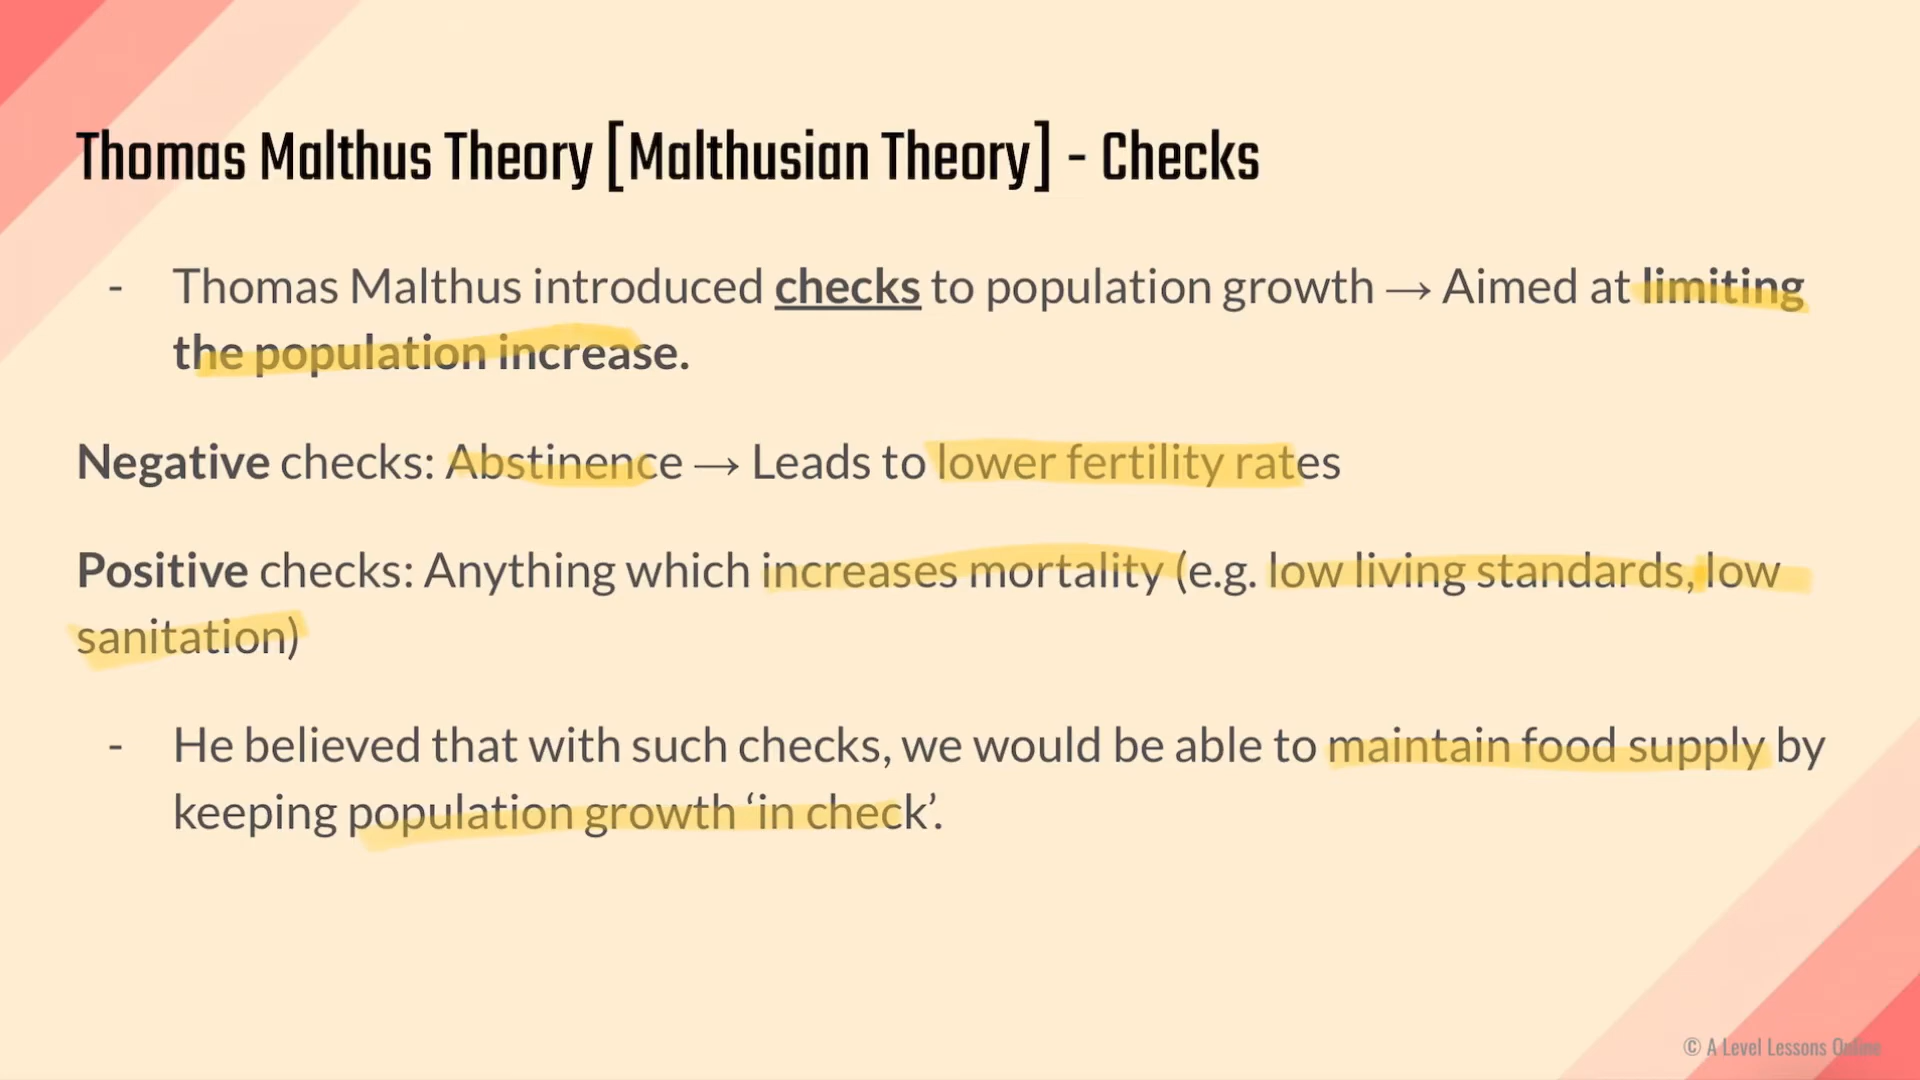 Thomas Malthus Theory [Malthusian Theory] - Checks
- Thomas Malthus introduced checks to population growth → Aimed at limiting
the population increase.
Negative checks: Abstinence → Leads to lower fertility rates
Positive checks: Anything which increases mortality (e.g. low living standards, low
sanitation)
- He believed that with such checks, we would be able to maintain food supply by
keeping population growth ‘in check’.
© A Level Lessons Online